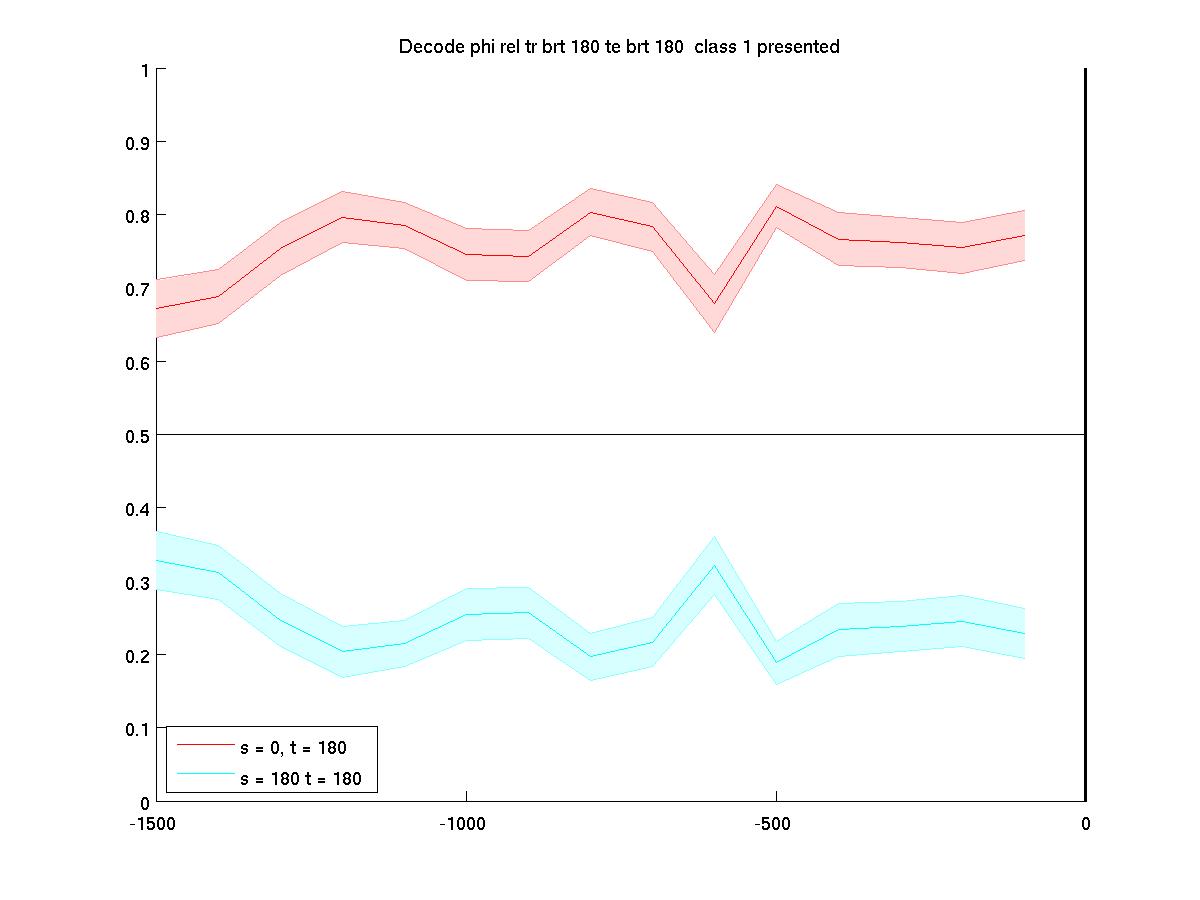 Decode phi rel tr brt 180 te brt 180  class 1 presented
1
0.9
0.8
0.7
0.6
0.5
0.4
0.3
0.2
0.1
0
s = 0, t = 180
s = 180 t = 180
-1500 -1000 -500 0